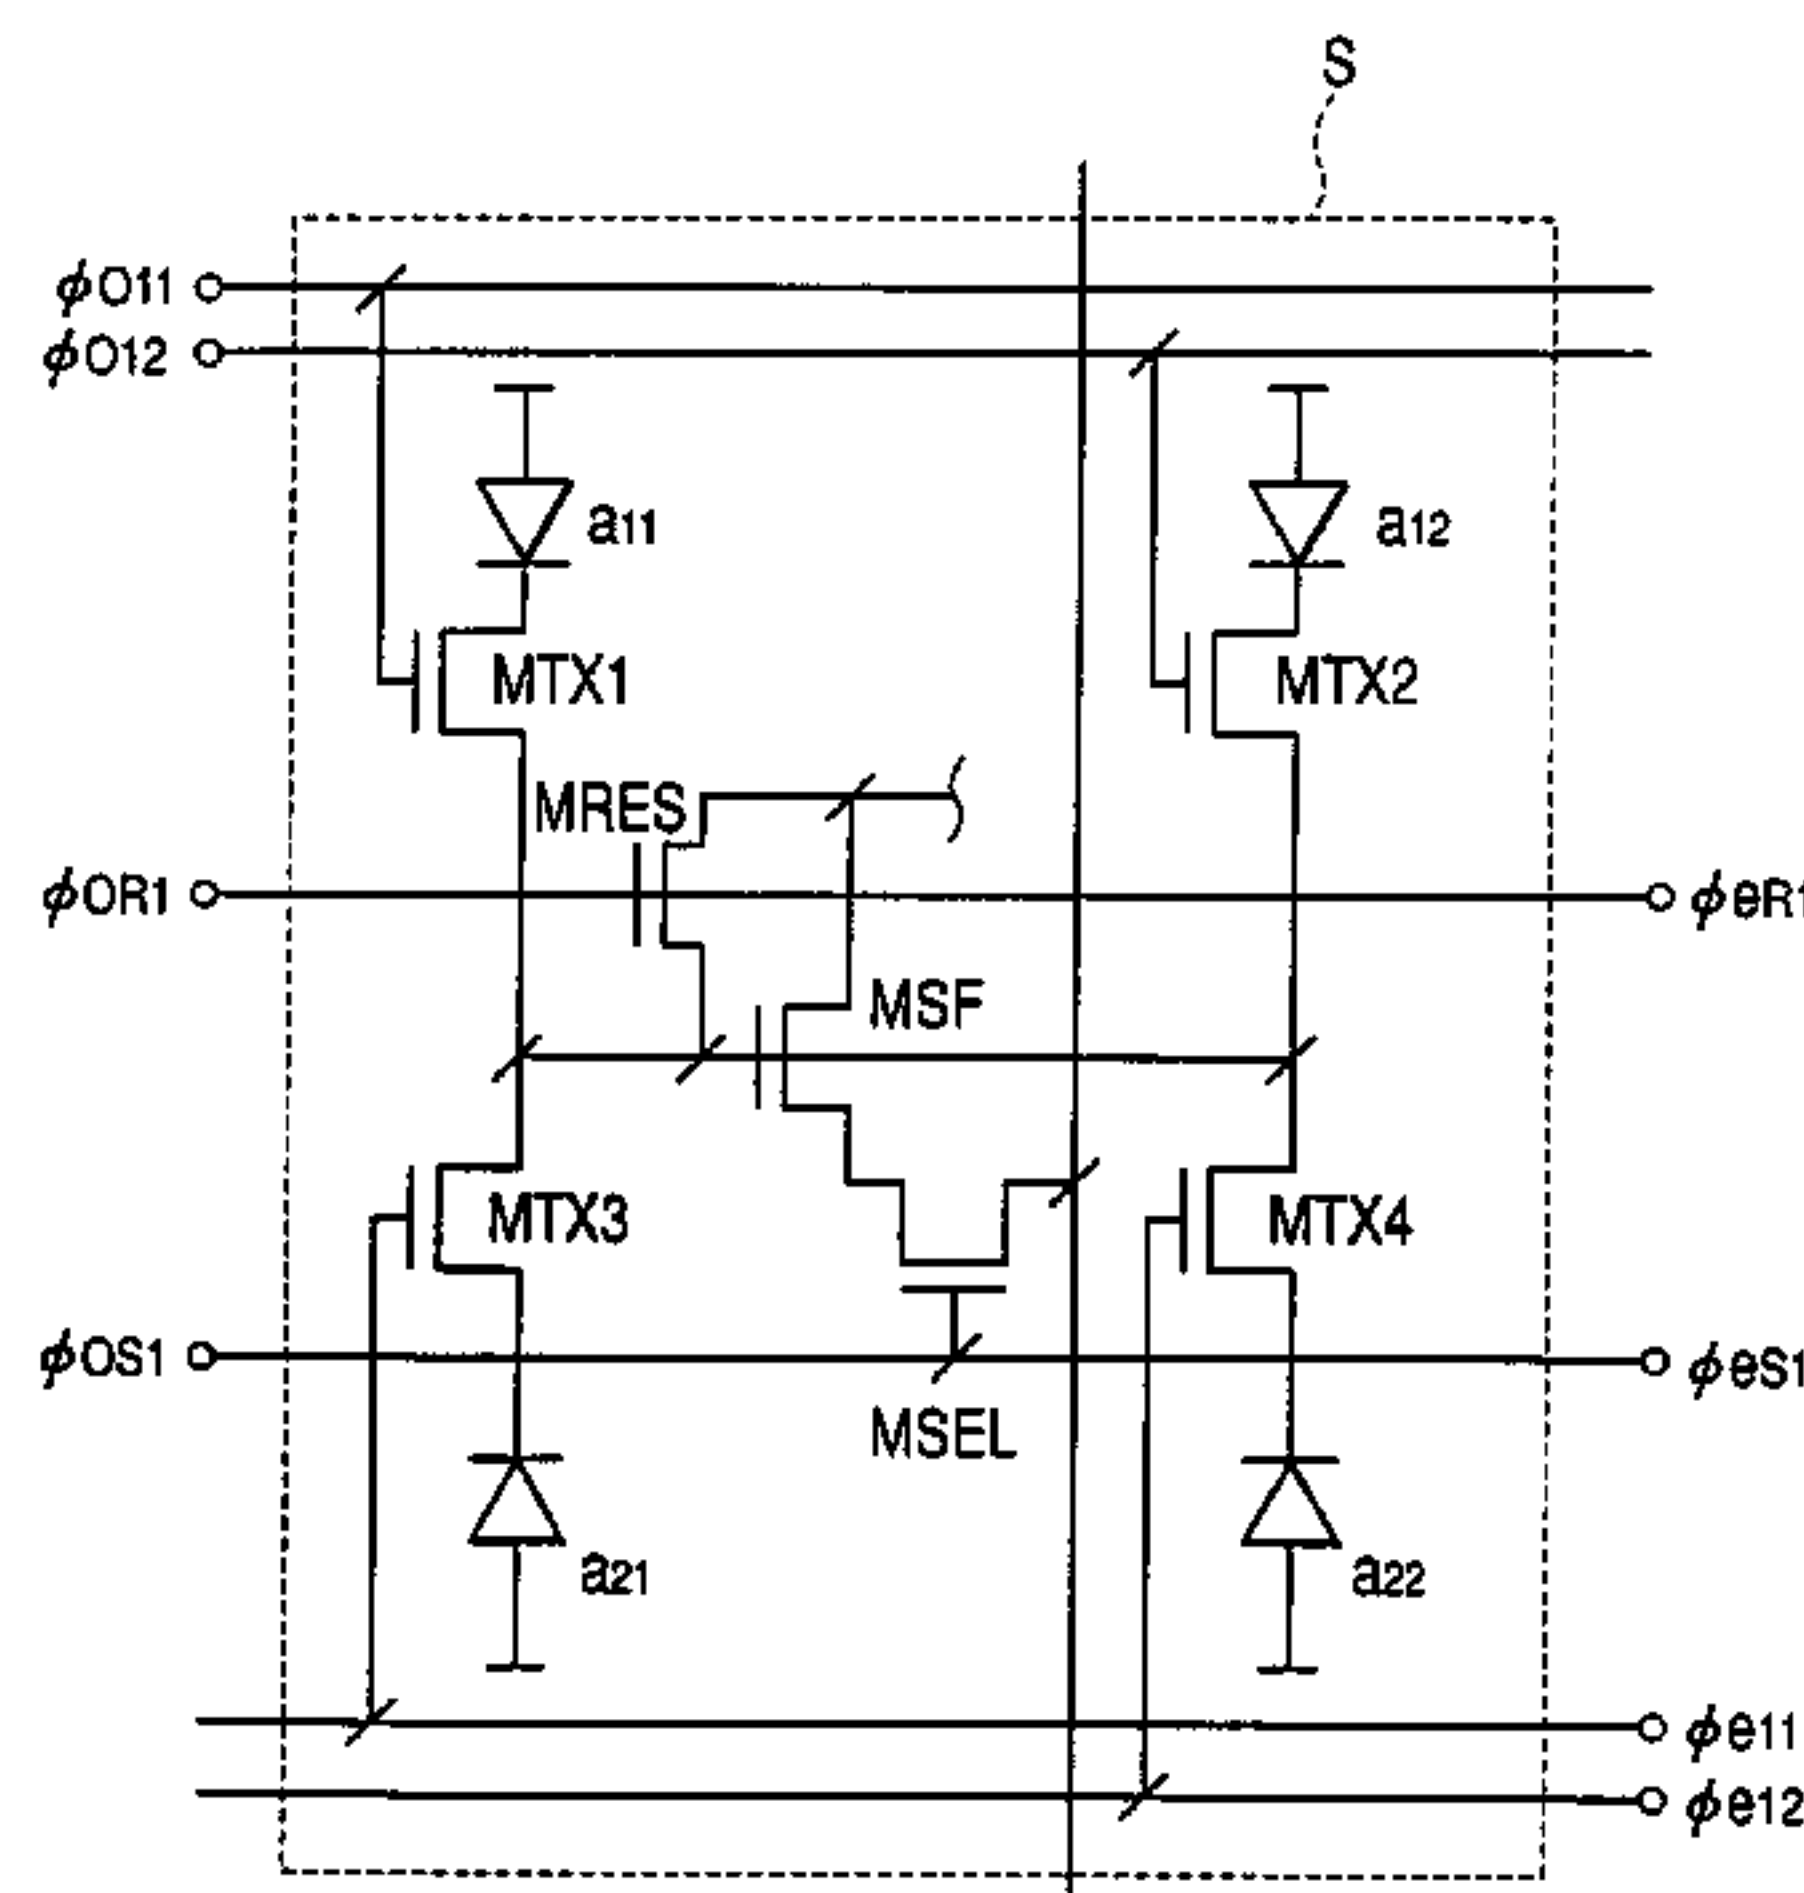 S
ϕO11
ϕO12
a11
a12
MTX1
MTX2
MRES
ϕOR1
ϕeR1
MSF
MTX3
MTX4
ϕOS1
ϕeS1
MSEL
a21
a22
ϕe11
ϕe12